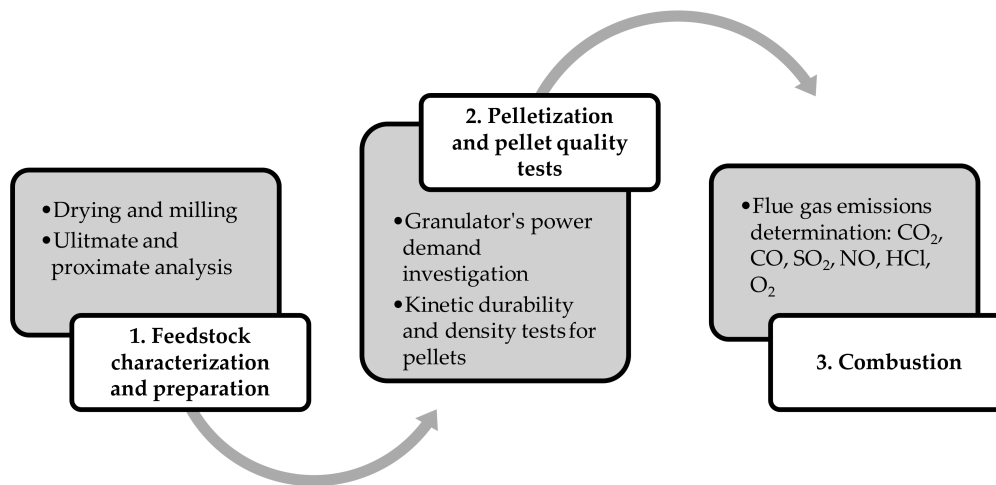 •Drying and milling
•Ulitmate and
proximate analysis
1. Feedstock
characterization
and preparation
2. Pelletization
and pellet quality
tests
•Granulator's power
demand
investigation
•Kinetic durability
and density tests for
pellets
•Flue gas emissions
determination: CO₂,
CO, SO₂, NO, HCl,
O₂
3. Combustion